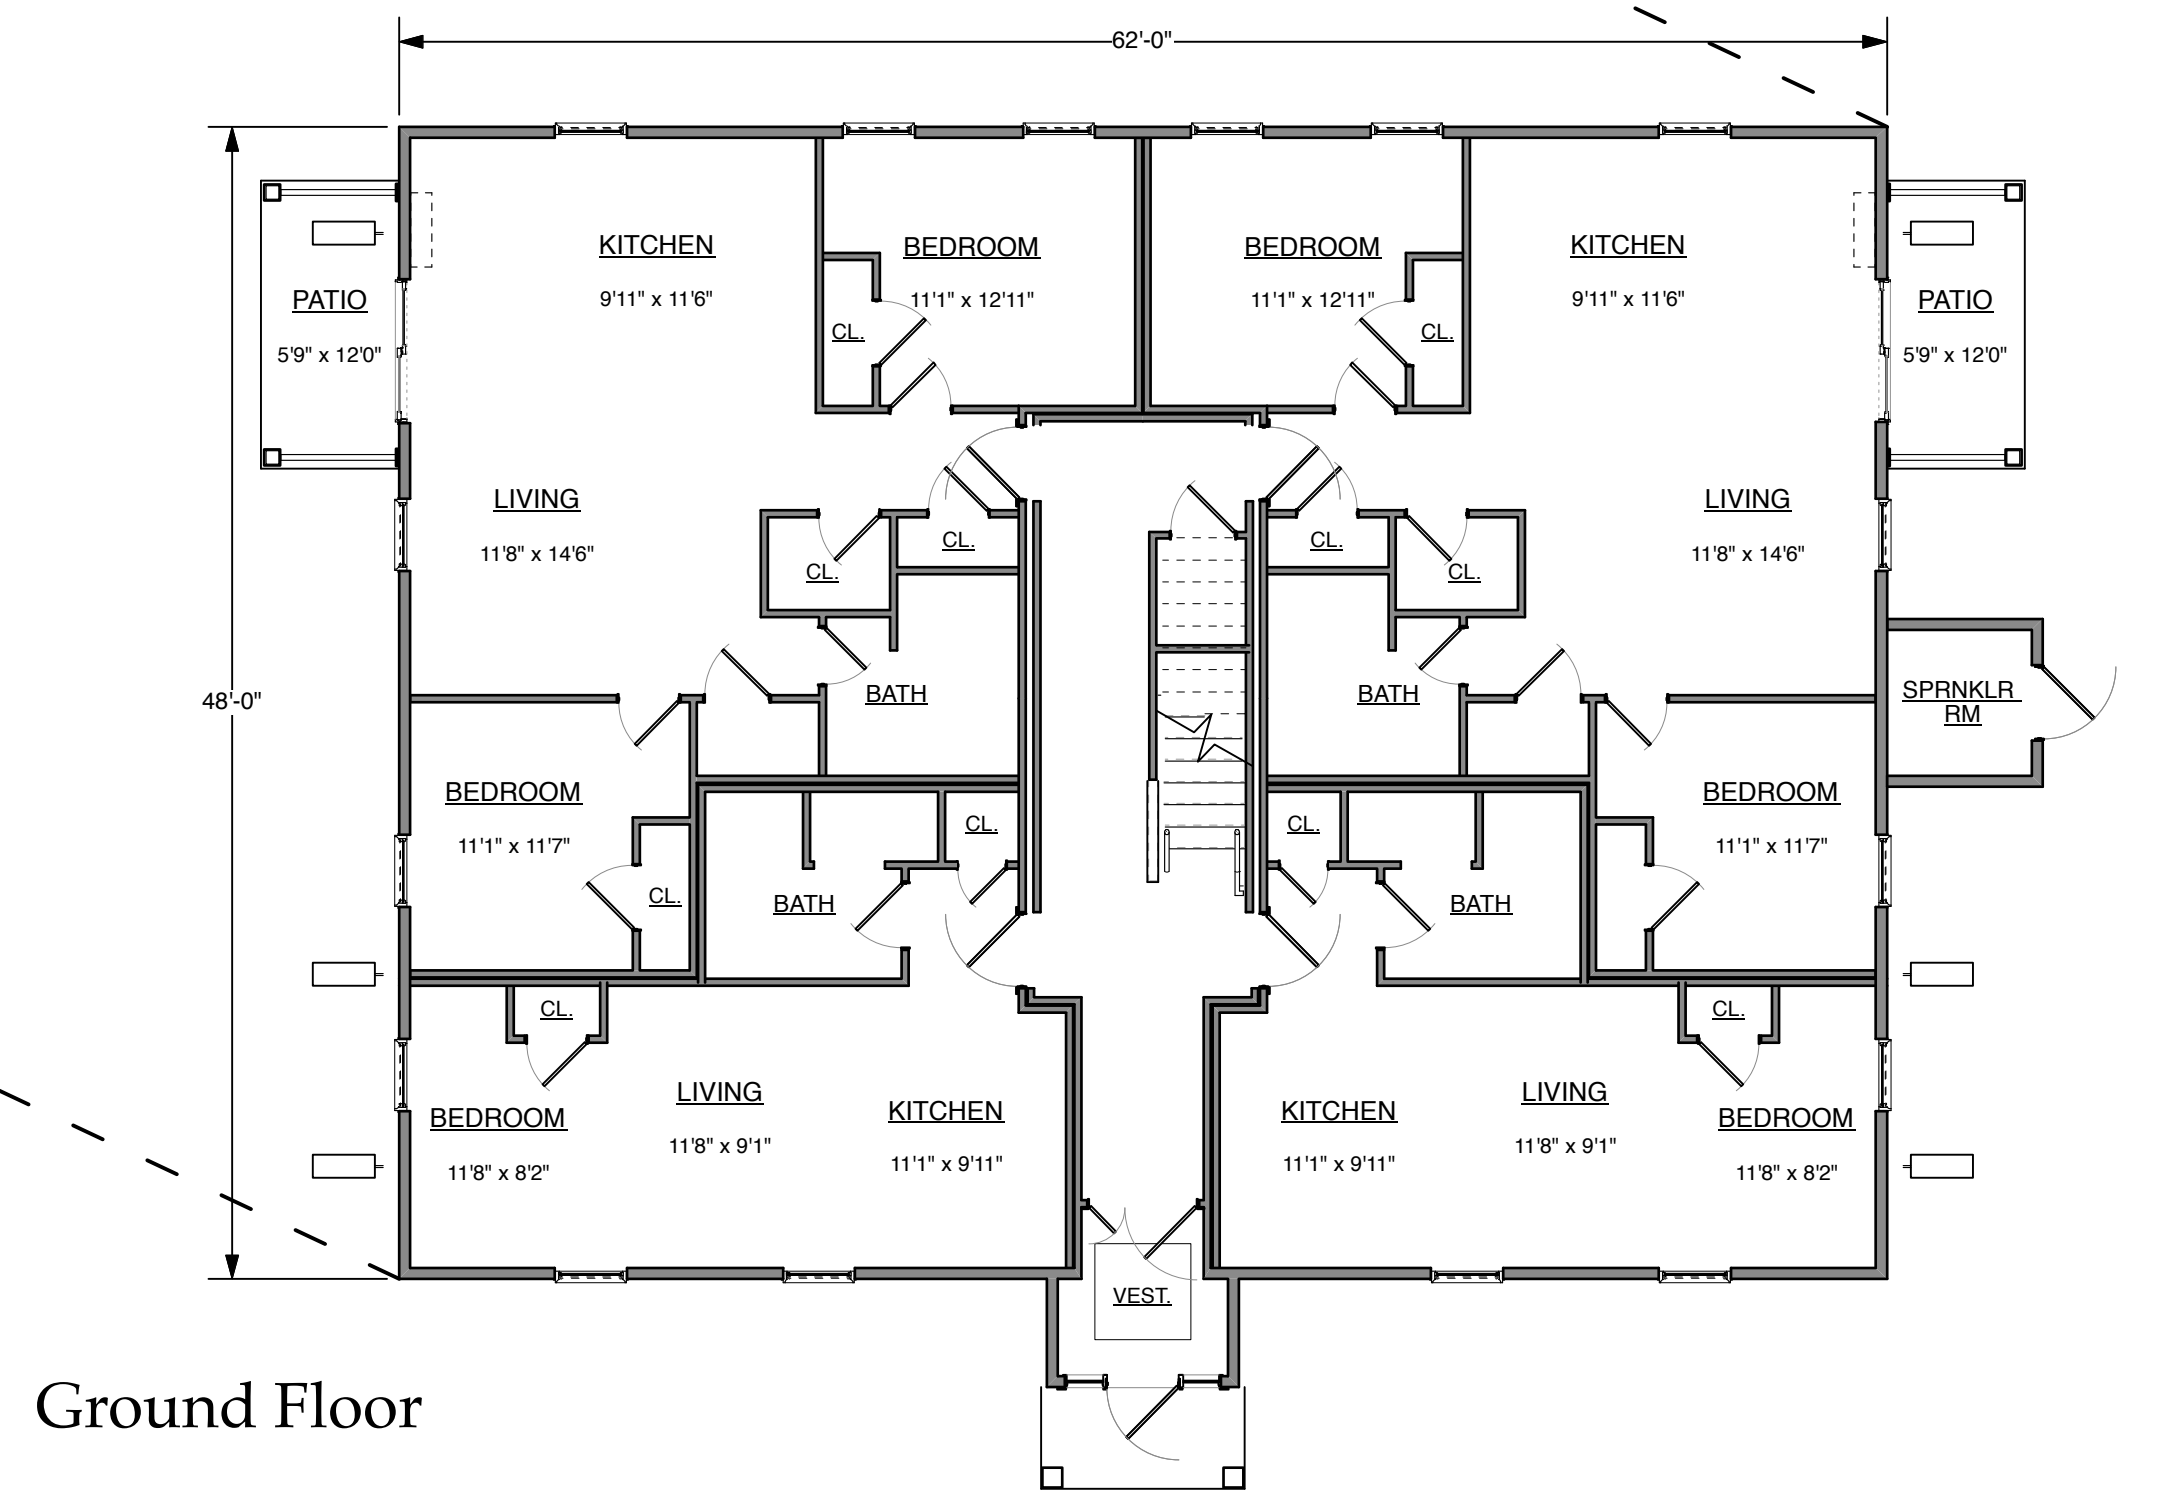 62'-0"
KITCHEN
9'11" x 11'6"
BEDROOM
11'1" x 12'11"
CL.
BEDROOM
11'1" x 12'11"
CL.
KITCHEN
9'11" x 11'6"
PATIO
5'9" x 12'0"
PATIO
5'9" x 12'0"
LIVING
11'8" x 14'6"
CL.
CL.
CL.
CL.
LIVING
11'8" x 14'6"
48'-0"
BATH
BATH
SPRNKLR
RM
BEDROOM
11'1" x 11'7"
CL.
BATH
CL.
CL.
BATH
BEDROOM
11'1" x 11'7"
CL.
BEDROOM
11'8" x 8'2"
LIVING
11'8" x 9'1"
KITCHEN
11'1" x 9'11"
KITCHEN
11'1" x 9'11"
LIVING
11'8" x 9'1"
CL.
BEDROOM
11'8" x 8'2"
VEST.
Ground Floor